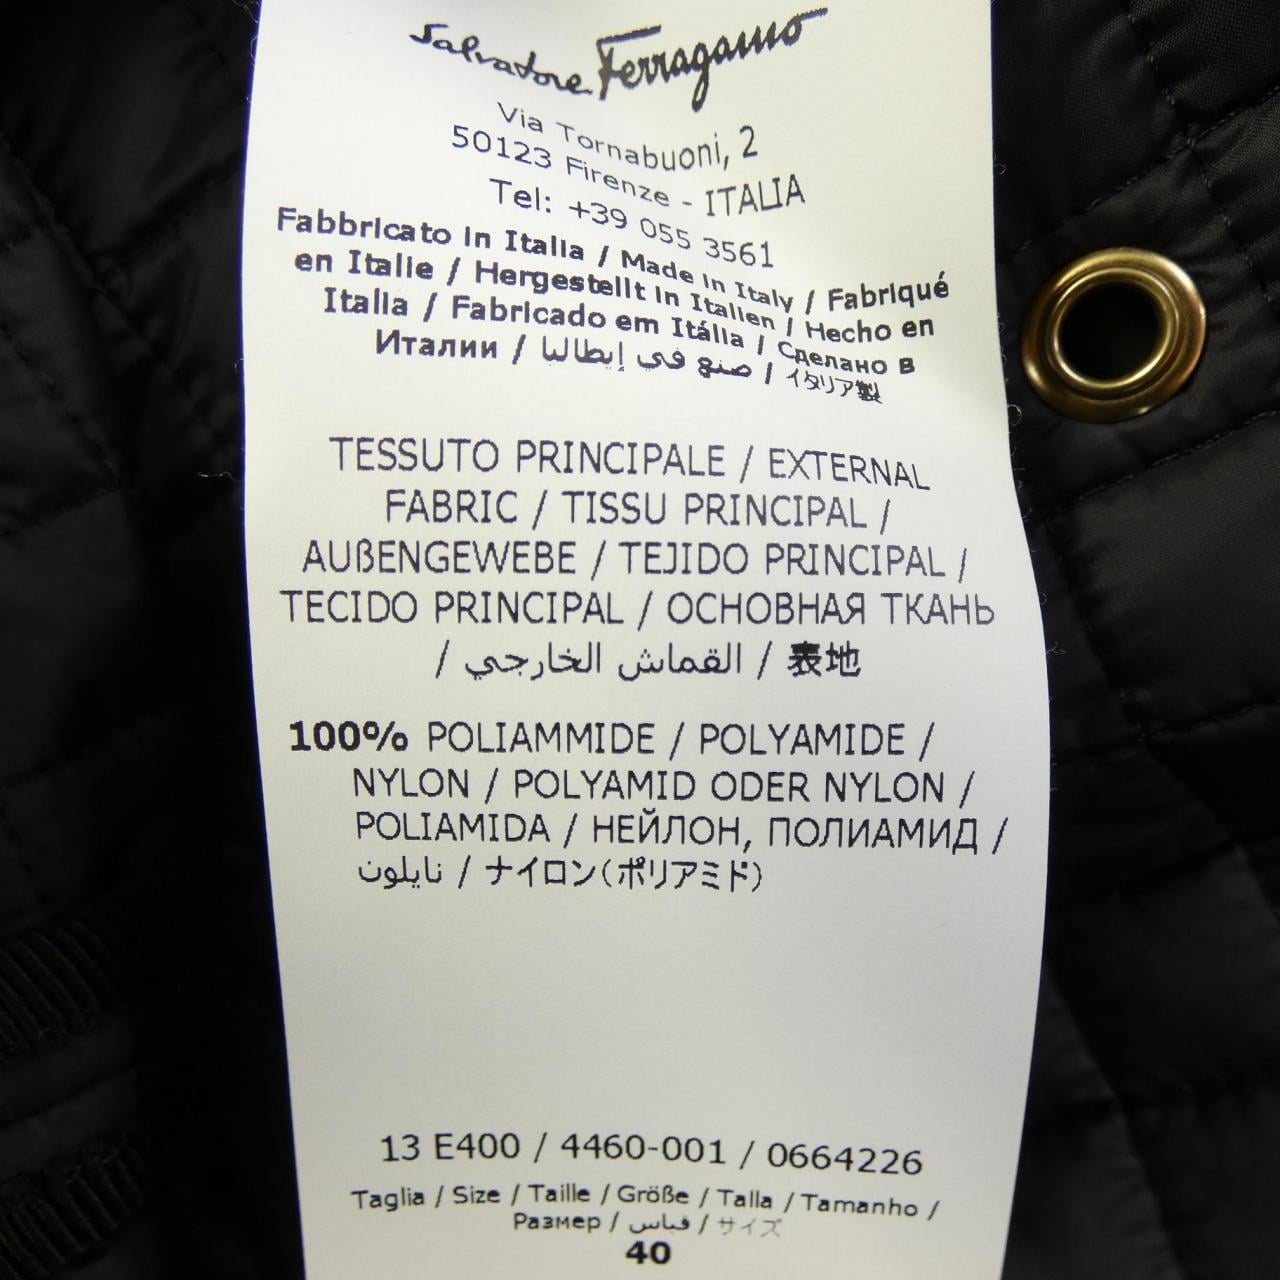 Salvatore Ferragamo
Via Tornabuoni, 2
50123 Firenze - ITALIA
Tel: +39 055 3561
Fabbricato in Italia / Made in Italy / Fabriqué
en Italie / Hergestellt in Italien / Hecho en
Italia / Fabricado em Itália / Сделано в
Италии / صنع في إيطاليا / イタリア製
TESSUTO PRINCIPALE / EXTERNAL
FABRIC / TISSU PRINCIPAL /
AUßENGEWEBE / TEJIDO PRINCIPAL /
TECIDO PRINCIPAL / ОСНОВНАЯ ТКАНЬ
/ القماش الخارجي / 表地
100% POLIAMMIDE / POLYAMIDE /
NYLON / POLYAMID ODER NYLON /
POLIAMIDA / НЕЙЛОН, ПОЛИАМИД /
نايلون / ナイロン(ポリアミド)
13 E400 / 4460-001 / 0664226
Taglia / Size / Taille / Größe / Talla / Tamanho /
Размер / قياس / サイズ
40